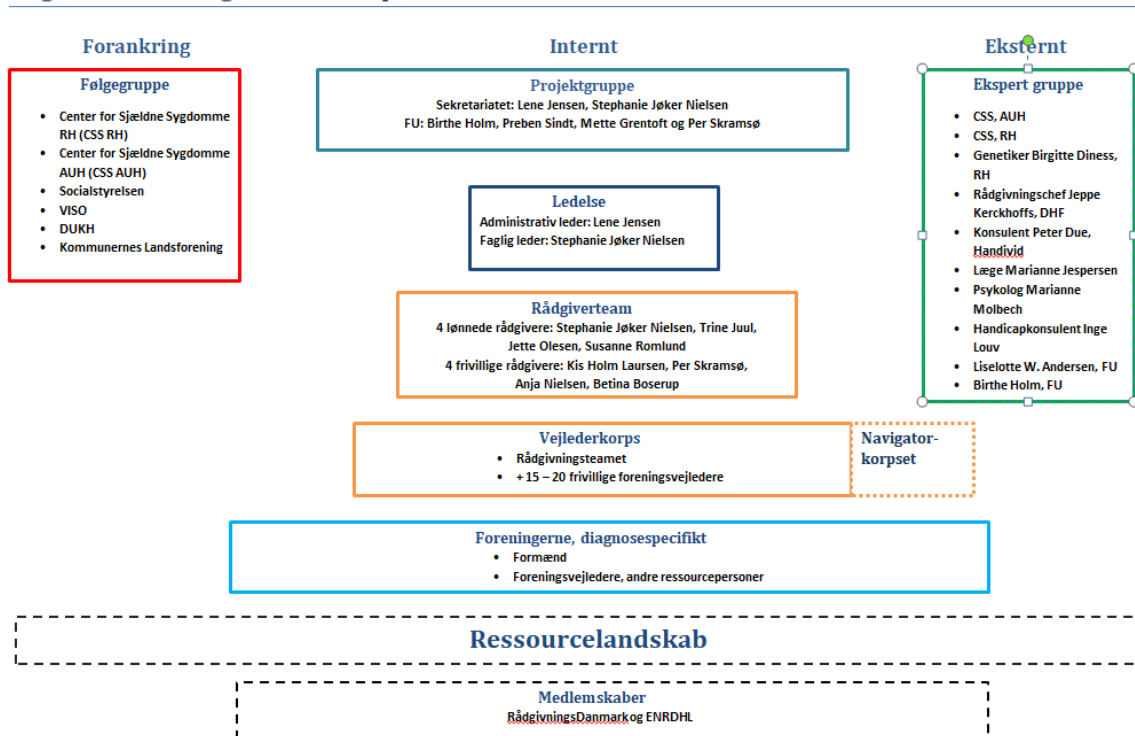 Forankring
Internt
Eksternt
Følgegruppe
• Center for Sjældne Sygdomme
RH (CSS RH)
• Center for Sjældne Sygdomme
AUH (CSS AUH)
• Socialstyrelsen
• VISO
• DUKH
• Kommunernes Landsforening
Projektgruppe
Sekretariatet: Lene Jensen, Stephanie Jøker Nielsen
FU: Birthe Holm, Preben Sindt, Mette Grentoft og Per Skramsø
Ledelse
Administrativ leder: Lene Jensen
Faglig leder: Stephanie Jøker Nielsen
Rådgiverteam
4 lønnede rådgivere: Stephanie Jøker Nielsen, Trine Juul,
Jette Olesen, Susanne Romlund
4 frivillige rådgivere: Kis Holm Laursen, Per Skramsø,
Anja Nielsen, Betina Boserup
Vejlederkorps
• Rådgivningsteamet
• + 15 – 20 frivillige foreningsvejledere
Navigator-
korpset
Ekspert gruppe
• CSS, AUH
• CSS, RH
• Genetiker Birgitte Diness,
RH
• Rådgivningschef Jeppe
Kerckhoffs, DHF
• Konsulent Peter Due,
Handivid
• Læge Marianne Jespersen
• Psykolog Marianne
Molbech
• Handicapkonsulent Inge
Louv
• Liselotte W. Andersen, FU
• Birthe Holm, FU
Foreningerne, diagnosespecifikt
• Formænd
• Foreningsvejledere, andre ressourcepersoner
Ressourcelandskab
Medlemskaber
RådgivningsDanmark og ENRDHL